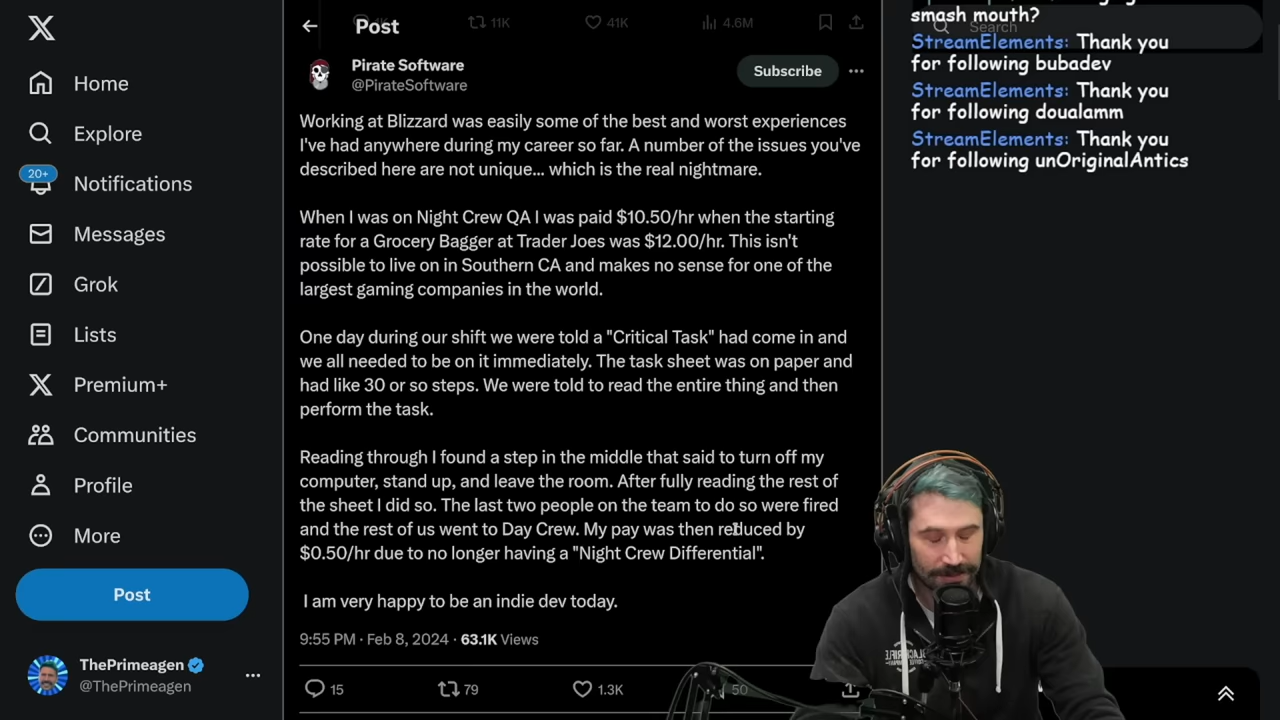 Post
11K
41K
4.6M
Search
Home
Explore
20+
Notifications
Messages
Grok
Lists
Premium+
Communities
Profile
More
Post
ThePrimeagen
@ThePrimeagen
Pirate Software
@PirateSoftware
Subscribe
Working at Blizzard was easily some of the best and worst experiences
I've had anywhere during my career so far. A number of the issues you've
described here are not unique... which is the real nightmare.
When I was on Night Crew QA I was paid $10.50/hr when the starting
rate for a Grocery Bagger at Trader Joes was $12.00/hr. This isn't
possible to live on in Southern CA and makes no sense for one of the
largest gaming companies in the world.
One day during our shift we were told a "Critical Task" had come in and
we all needed to be on it immediately. The task sheet was on paper and
had like 30 or so steps. We were told to read the entire thing and then
perform the task.
Reading through I found a step in the middle that said to turn off my
computer, stand up, and leave the room. After fully reading the rest of
the sheet I did so. The last two people on the team to do so were fired
and the rest of us went to Day Crew. My pay was then reduced by
$0.50/hr due to no longer having a "Night Crew Differential".
I am very happy to be an indie dev today.
9:55 PM · Feb 8, 2024 · 63.1K Views
15
79
1.3K
50
smash mouth?
StreamElements: Thank you
for following bubadev
StreamElements: Thank you
for following doualamm
StreamElements: Thank you
for following unOriginalAntics